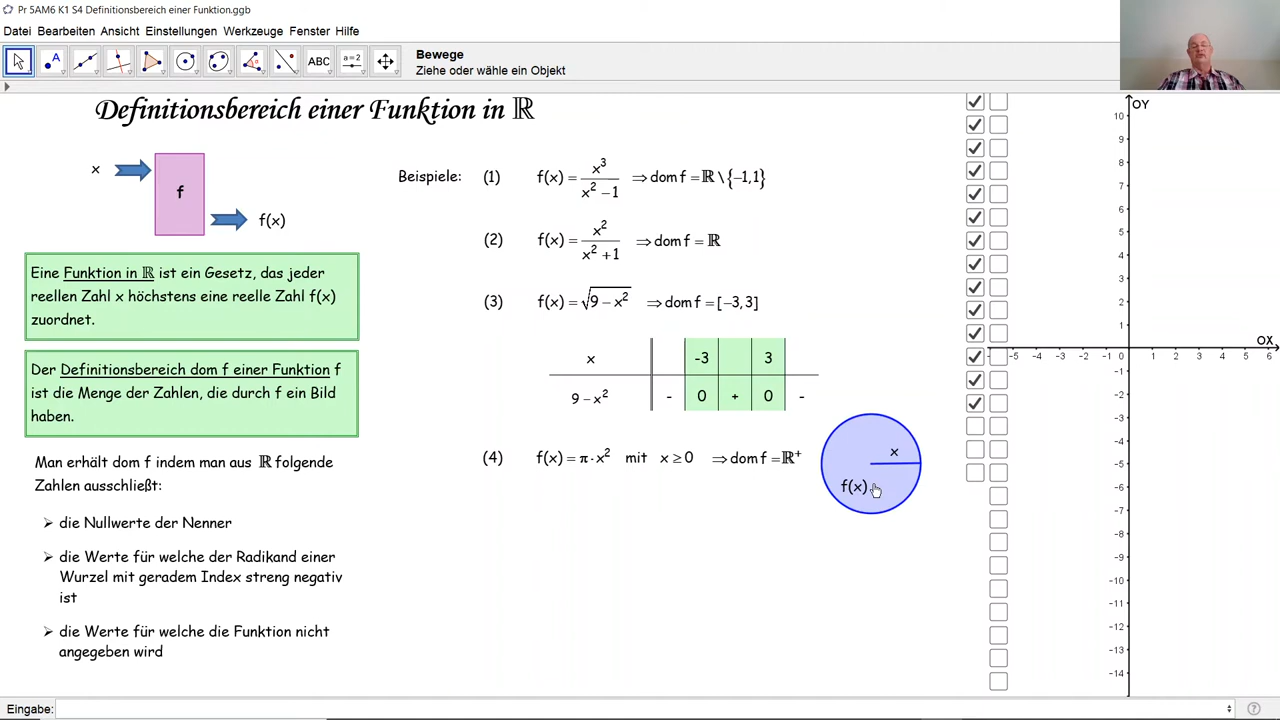 Pr 5AM6 K1 S4 Definitionsbereich einer Funktion.ggb
Datei Bearbeiten Ansicht Einstellungen Werkzeuge Fenster Hilfe
A ABC a=2
Bewege
Ziehe oder wähle ein Objekt
Definitionsbereich einer Funktion in ℝ
x
f
f(x)
Eine Funktion in ℝ ist ein Gesetz, das jeder
reellen Zahl x höchstens eine reelle Zahl f(x)
zuordnet.
Der Definitionsbereich dom f einer Funktion f
ist die Menge der Zahlen, die durch f ein Bild
haben.
Man erhält dom f indem man aus ℝ folgende
Zahlen ausschließt:
➢ die Nullwerte der Nenner
➢ die Werte für welche der Radikand einer
Wurzel mit geradem Index streng negativ
ist
➢ die Werte für welche die Funktion nicht
angegeben wird
Beispiele: (1) f(x) = x³/(x² − 1) ⇒ dom f = ℝ \ {−1,1}
(2) f(x) = x²/(x² + 1) ⇒ dom f = ℝ
(3) f(x) = √(9 − x²) ⇒ dom f = [−3,3]
x -3 3
9 − x² - 0 + 0 -
(4) f(x) = π · x² mit x ≥ 0 ⇒ dom f = ℝ⁺
x
f(x)
OY
10
9
8
7
6
5
4
3
2
1
OX
-6 -5 -4 -3 -2 -1 0 1 2 3 4 5 6
-1
-2
-3
-4
-5
-6
-7
-8
-9
-10
-11
-12
-13
-14
Eingabe: